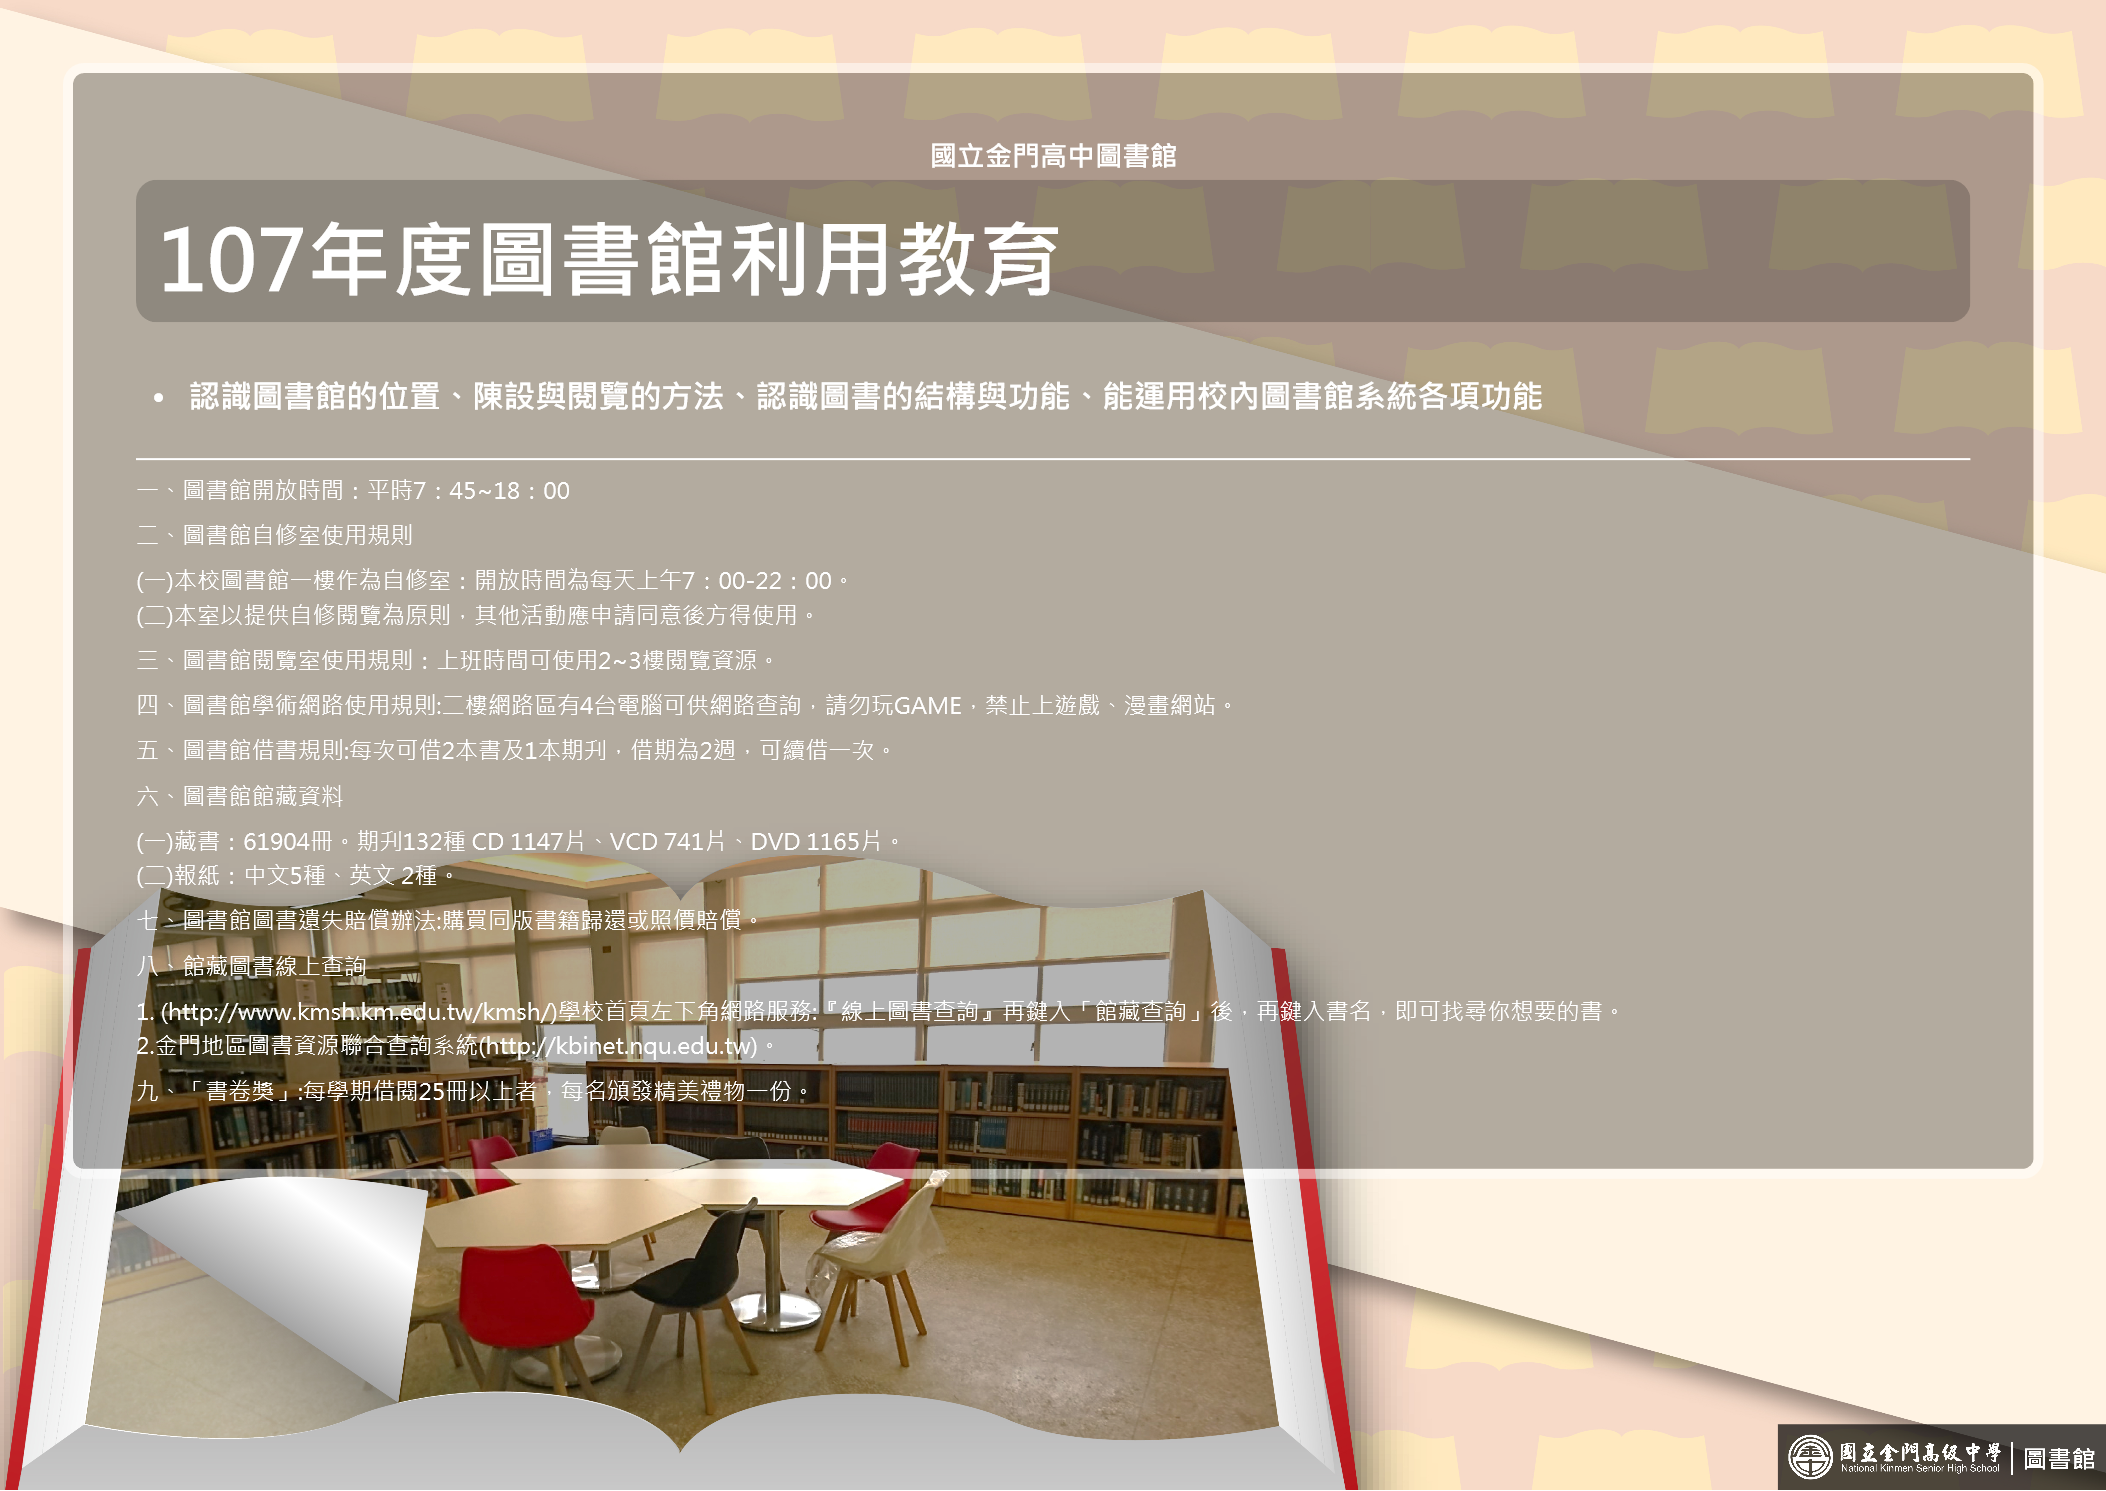 國立金門高中圖書館
107年度圖書館利用教育
• 認識圖書館的位置、陳設與閱覽的方法、認識圖書的結構與功能、能運用校內圖書館系統各項功能
一、圖書館開放時間：平時7：45~18：00
二、圖書館自修室使用規則
(一)本校圖書館一樓作為自修室：開放時間為每天上午7：00-22：00。
(二)本室以提供自修閱覽為原則，其他活動應申請同意後方得使用。
三、圖書館閱覽室使用規則：上班時間可使用2~3樓閱覽資源。
四、圖書館學術網路使用規則:二樓網路區有4台電腦可供網路查詢，請勿玩GAME，禁止上遊戲、漫畫網站。
五、圖書館借書規則:每次可借2本書及1本期刋，借期為2週，可續借一次。
六、圖書館館藏資料
(一)藏書：61904冊。期刋132種 CD 1147片、VCD 741片、DVD 1165片。
(二)報紙：中文5種、英文 2種。
七、圖書館圖書遺失賠償辦法:購買同版書籍歸還或照價賠償。
八、館藏圖書線上查詢
1. (http://www.kmsh.km.edu.tw/kmsh/)學校首頁左下角網路服務:『線上圖書查詢』再鍵入「館藏查詢」後，再鍵入書名，即可找尋你想要的書。
2.金門地區圖書資源聯合查詢系統(http://kbinet.nqu.edu.tw)。
九、「書卷獎」:每學期借閱25冊以上者，每名頒發精美禮物一份。
國立金門高級中學 | 圖書館
National Kinmen Senior High School